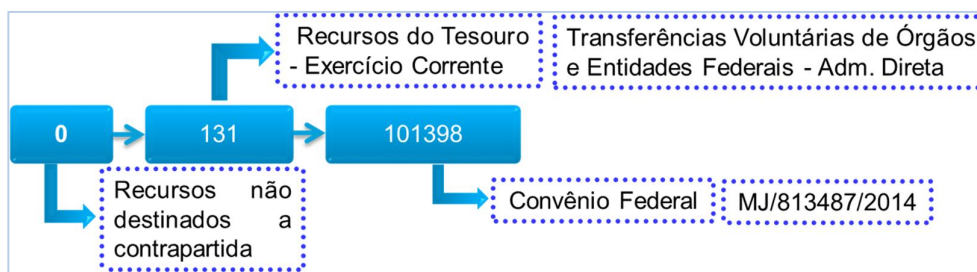 Recursos do Tesouro
- Exercício Corrente
Transferências Voluntárias de Órgãos
e Entidades Federais - Adm. Direta
0
131
101398
Recursos não
destinados a
contrapartida
Convênio Federal
MJ/813487/2014